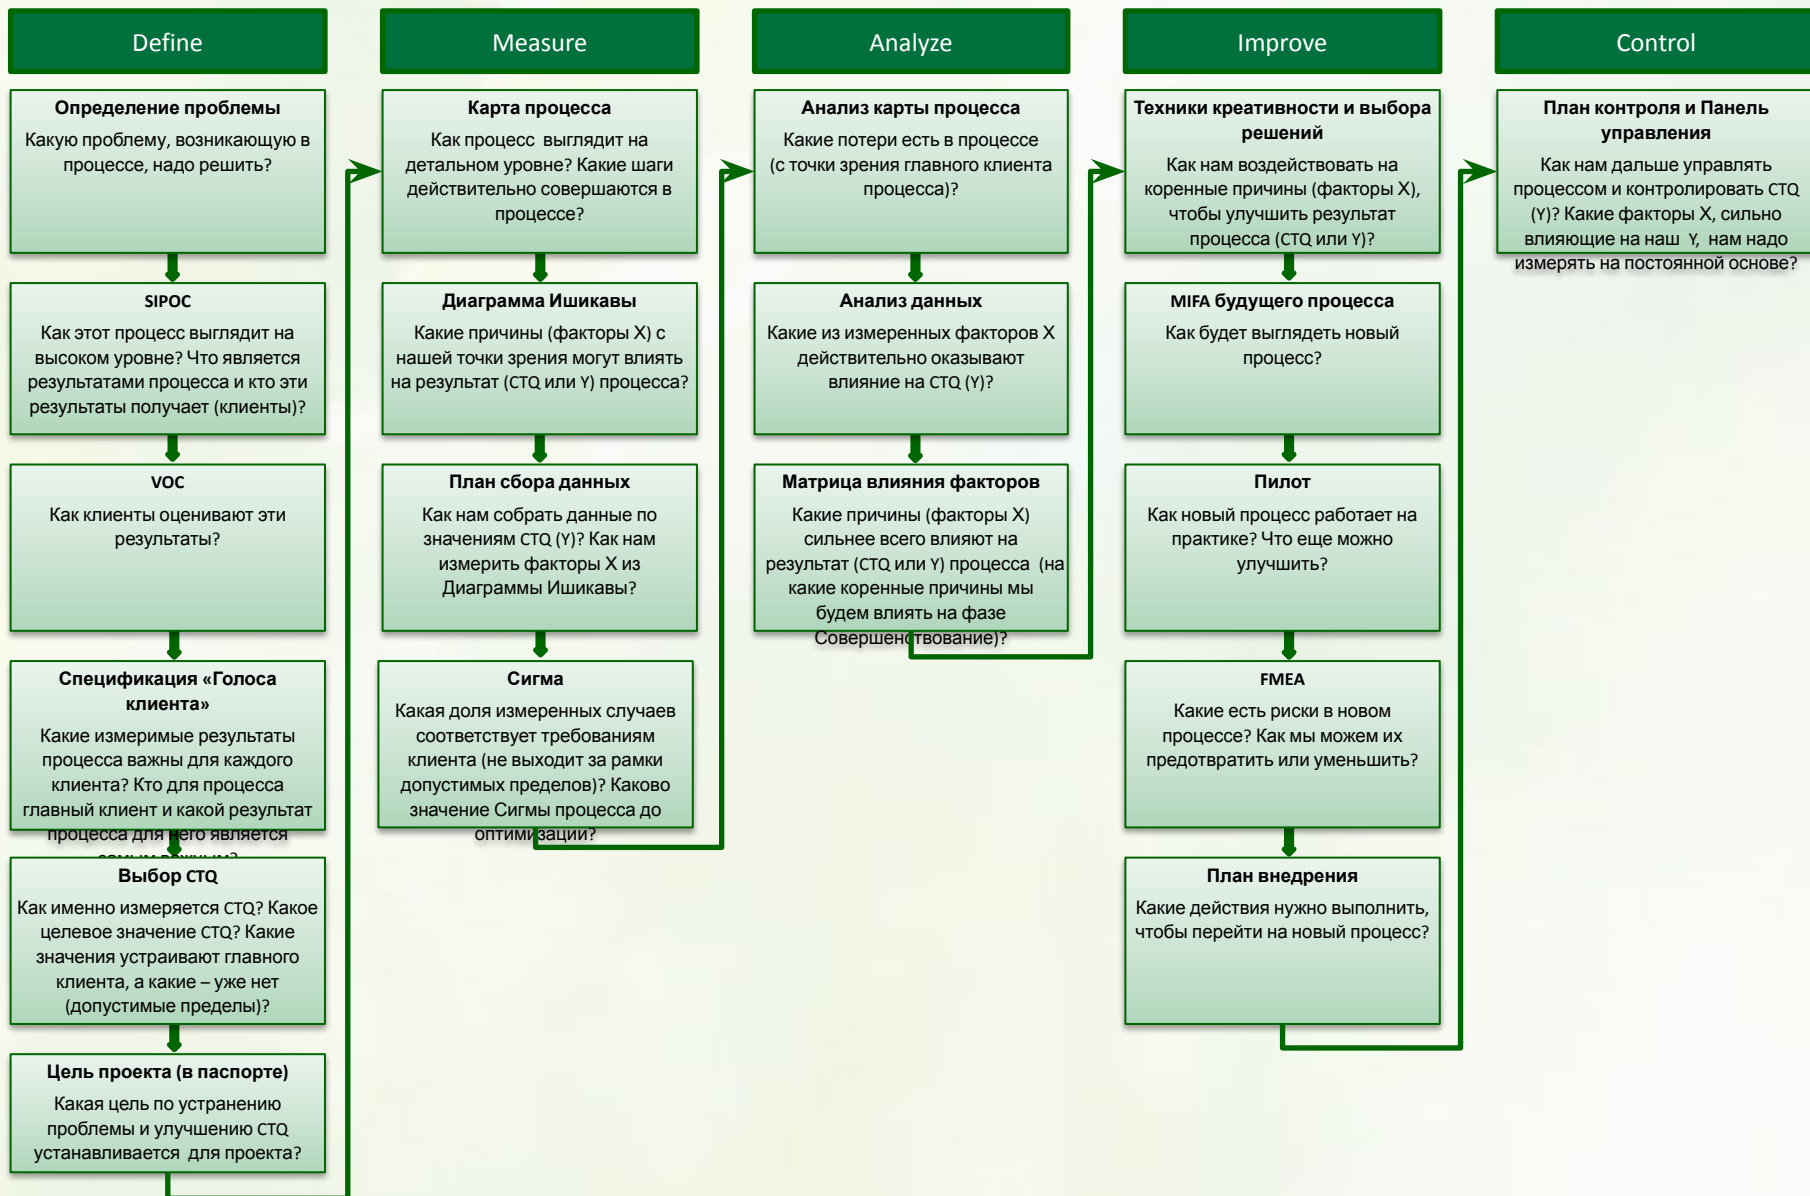 Define
Определение проблемы
Какую проблему, возникающую в
процессе, надо решить?
SIPOC
Как этот процесс выглядит на
высоком уровне? Что является
результатами процесса и кто эти
результаты получает (клиенты)?
VOC
Как клиенты оценивают эти
результаты?
Спецификация «Голоса
клиента»
Какие измеримые результаты
процесса важны для каждого
клиента? Кто для процесса
главный клиент и какой результат
процесса для него является
самым важным?
Выбор CTQ
Как именно измеряется CTQ? Какое
целевое значение CTQ? Какие
значения устраивают главного
клиента, а какие – уже нет
(допустимые пределы)?
Цель проекта (в паспорте)
Какая цель по устранению
проблемы и улучшению CTQ
устанавливается для проекта?
Measure
Карта процесса
Как процесс выглядит на
детальном уровне? Какие шаги
действительно совершаются в
процессе?
Диаграмма Ишикавы
Какие причины (факторы X) с
нашей точки зрения могут влиять
на результат (CTQ или Y) процесса?
План сбора данных
Как нам собрать данные по
значениям CTQ (Y)? Как нам
измерить факторы X из
Диаграммы Ишикавы?
Сигма
Какая доля измеренных случаев
соответствует требованиям
клиента (не выходит за рамки
допустимых пределов)? Каково
значение Сигмы процесса до
оптимизации?
Analyze
Анализ карты процесса
Какие потери есть в процессе
(с точки зрения главного клиента
процесса)?
Анализ данных
Какие из измеренных факторов X
действительно оказывают
влияние на CTQ (Y)?
Матрица влияния факторов
Какие причины (факторы X)
сильнее всего влияют на
результат (CTQ или Y) процесса (на
какие коренные причины мы
будем влиять на фазе
Совершенствование)?
Improve
Техники креативности и выбора
решений
Как нам воздействовать на
коренные причины (факторы X),
чтобы улучшить результат
процесса (CTQ или Y)?
MIFA будущего процесса
Как будет выглядеть новый
процесс?
Пилот
Как новый процесс работает на
практике? Что еще можно
улучшить?
FMEA
Какие есть риски в новом
процессе? Как мы можем их
предотвратить или уменьшить?
План внедрения
Какие действия нужно выполнить,
чтобы перейти на новый процесс?
Control
План контроля и Панель
управления
Как нам дальше управлять
процессом и контролировать CTQ
(Y)? Какие факторы X, сильно
влияющие на наш Y, нам надо
измерять на постоянной основе?